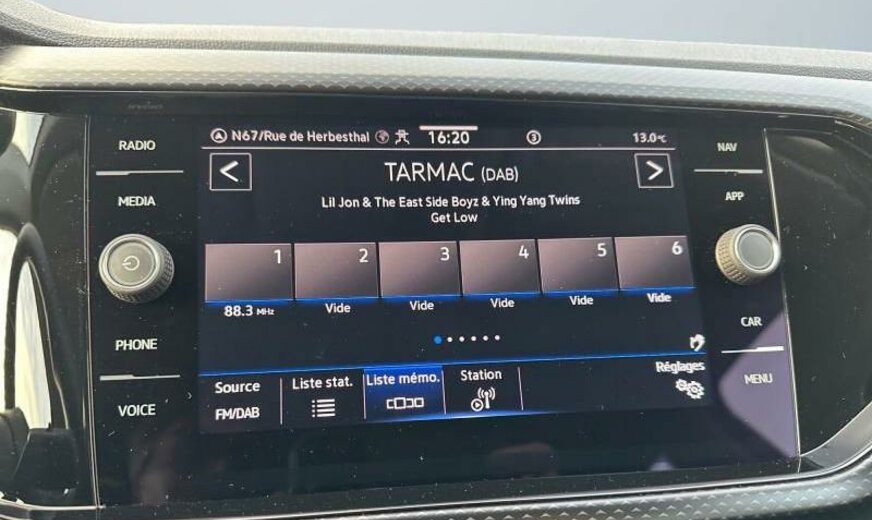 RADIO
MEDIA
PHONE
VOICE
N67/Rue de Herbesthal 16:20 3 13.0°C
< TARMAC (DAB) >
Lil Jon & The East Side Boyz & Ying Yang Twins
Get Low
1 2 3 4 5 6
88.3 MHz Vide Vide Vide Vide Vide
Source Liste stat. Liste mémo. Station Réglages
FM/DAB
NAV
APP
CAR
MENU